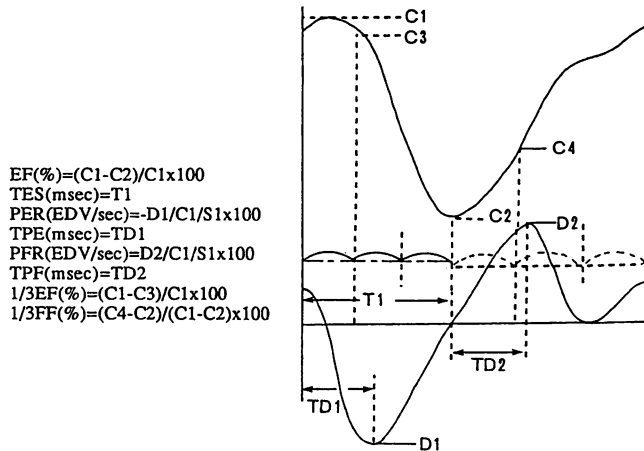 EF(%)=(C1-C2)/C1x100
TES(msec)=T1
PER(EDV/sec)=-D1/C1/S1x100
TPE(msec)=TD1
PFR(EDV/sec)=D2/C1/S1x100
TPF(msec)=TD2
1/3EF(%)=(C1-C3)/C1x100
1/3FF(%)=(C4-C2)/(C1-C2)x100
C1
C3
C4
C2
D2
T1
TD2
TD1
D1